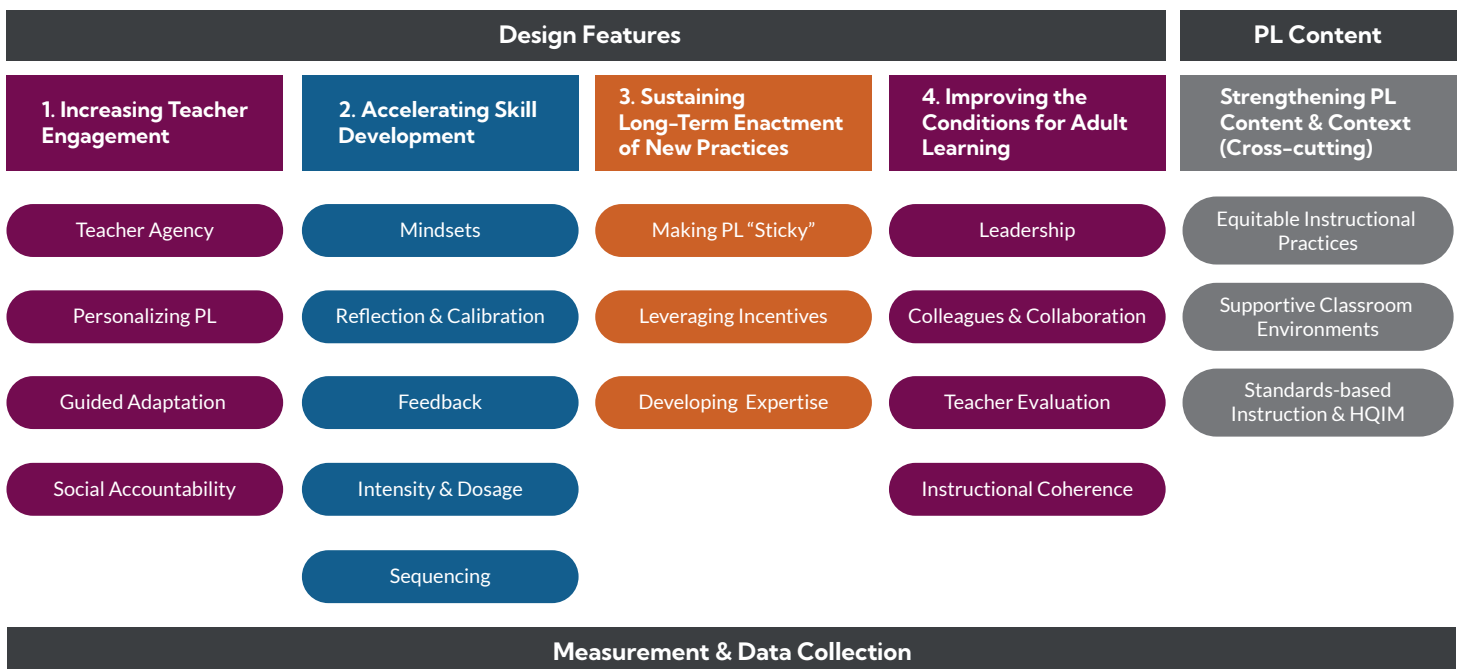 Design Features
PL Content
1. Increasing Teacher
Engagement
2. Accelerating Skill
Development
3. Sustaining
Long-Term Enactment
of New Practices
4. Improving the
Conditions for Adult
Learning
Strengthening PL
Content & Context
(Cross-cutting)
Teacher Agency
Personalizing PL
Guided Adaptation
Social Accountability
Mindsets
Reflection & Calibration
Feedback
Intensity & Dosage
Sequencing
Making PL “Sticky”
Leveraging Incentives
Developing Expertise
Leadership
Colleagues & Collaboration
Teacher Evaluation
Instructional Coherence
Equitable Instructional
Practices
Supportive Classroom
Environments
Standards-based
Instruction & HQIM
Measurement & Data Collection